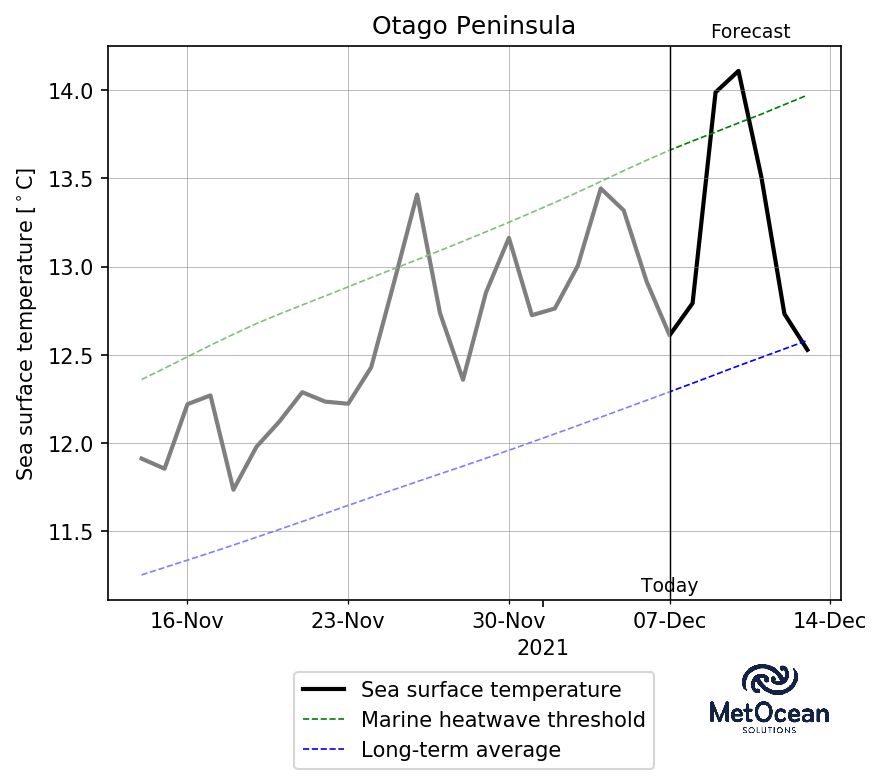 Otago Peninsula
Forecast
Sea surface temperature [°C]
14.0
13.5
13.0
12.5
12.0
11.5
Today
16-Nov 23-Nov 30-Nov 07-Dec 14-Dec
2021
Sea surface temperature
Marine heatwave threshold
Long-term average
MetOcean
SOLUTIONS